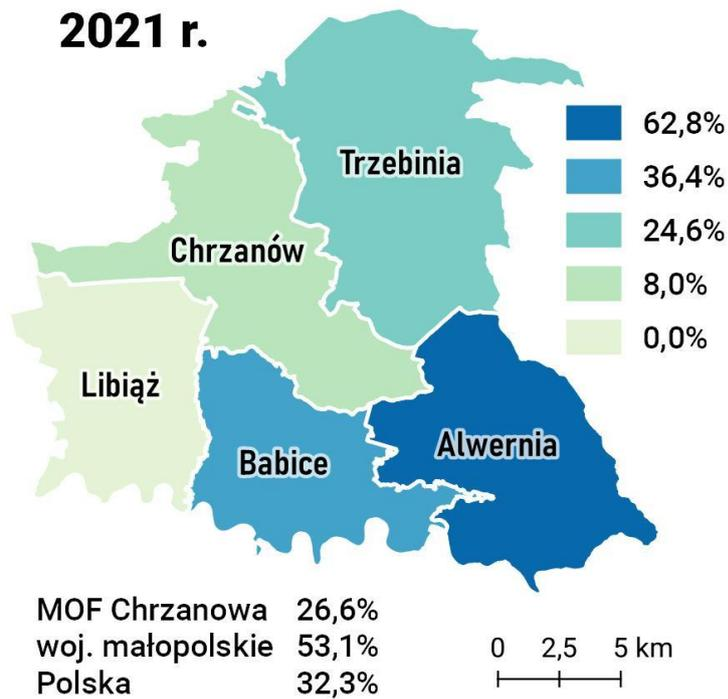 2021 r.
Trzebinia
Chrzanów
Libiąż
Babice
Alwernia
62,8%
36,4%
24,6%
8,0%
0,0%
MOF Chrzanowa 26,6%
woj. małopolskie 53,1%
Polska 32,3%
0 2,5 5 km